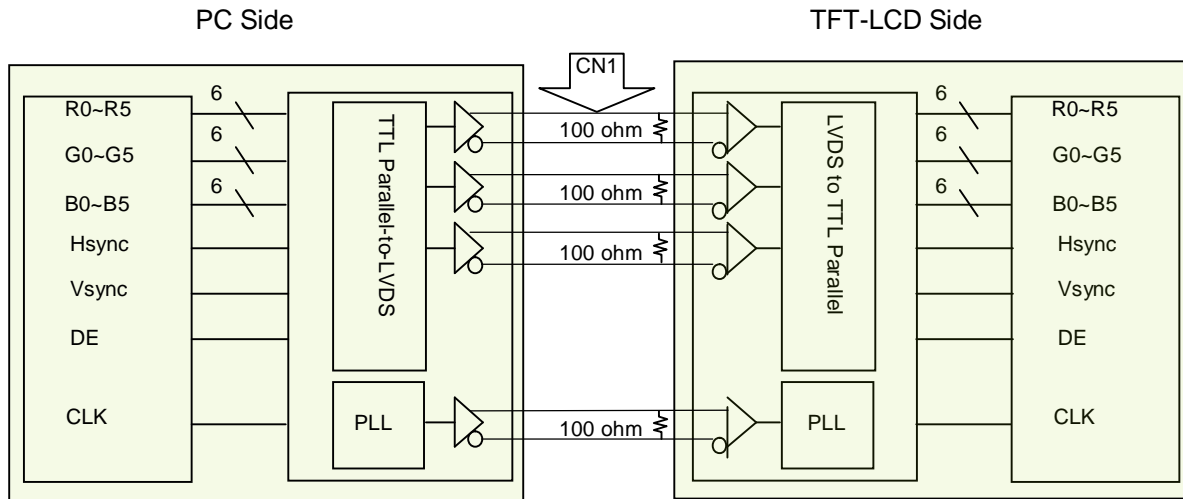 PC Side
TFT-LCD Side
CN1
R0~R5
6
G0~G5
6
B0~B5
6
Hsync
Vsync
DE
CLK
TTL Parallel-to-LVDS
PLL
100 ohm
100 ohm
100 ohm
100 ohm
LVDS to TTL Parallel
PLL
6
R0~R5
6
G0~G5
6
B0~B5
Hsync
Vsync
DE
CLK